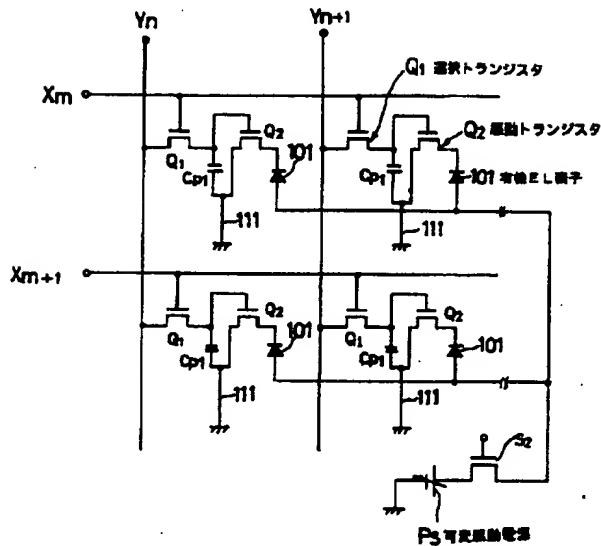 Yn
Yn+1
Q1 選択トランジスタ
Xm
Q2 駆動トランジスタ
Q1
Q2
Cp1
101
Cp1
101 有機EL素子
111
111
Xm+1
Q1
Q2
Cp1
101
Q1
Q2
Cp1
101
111
111
S2
Ps 可変駆動電源